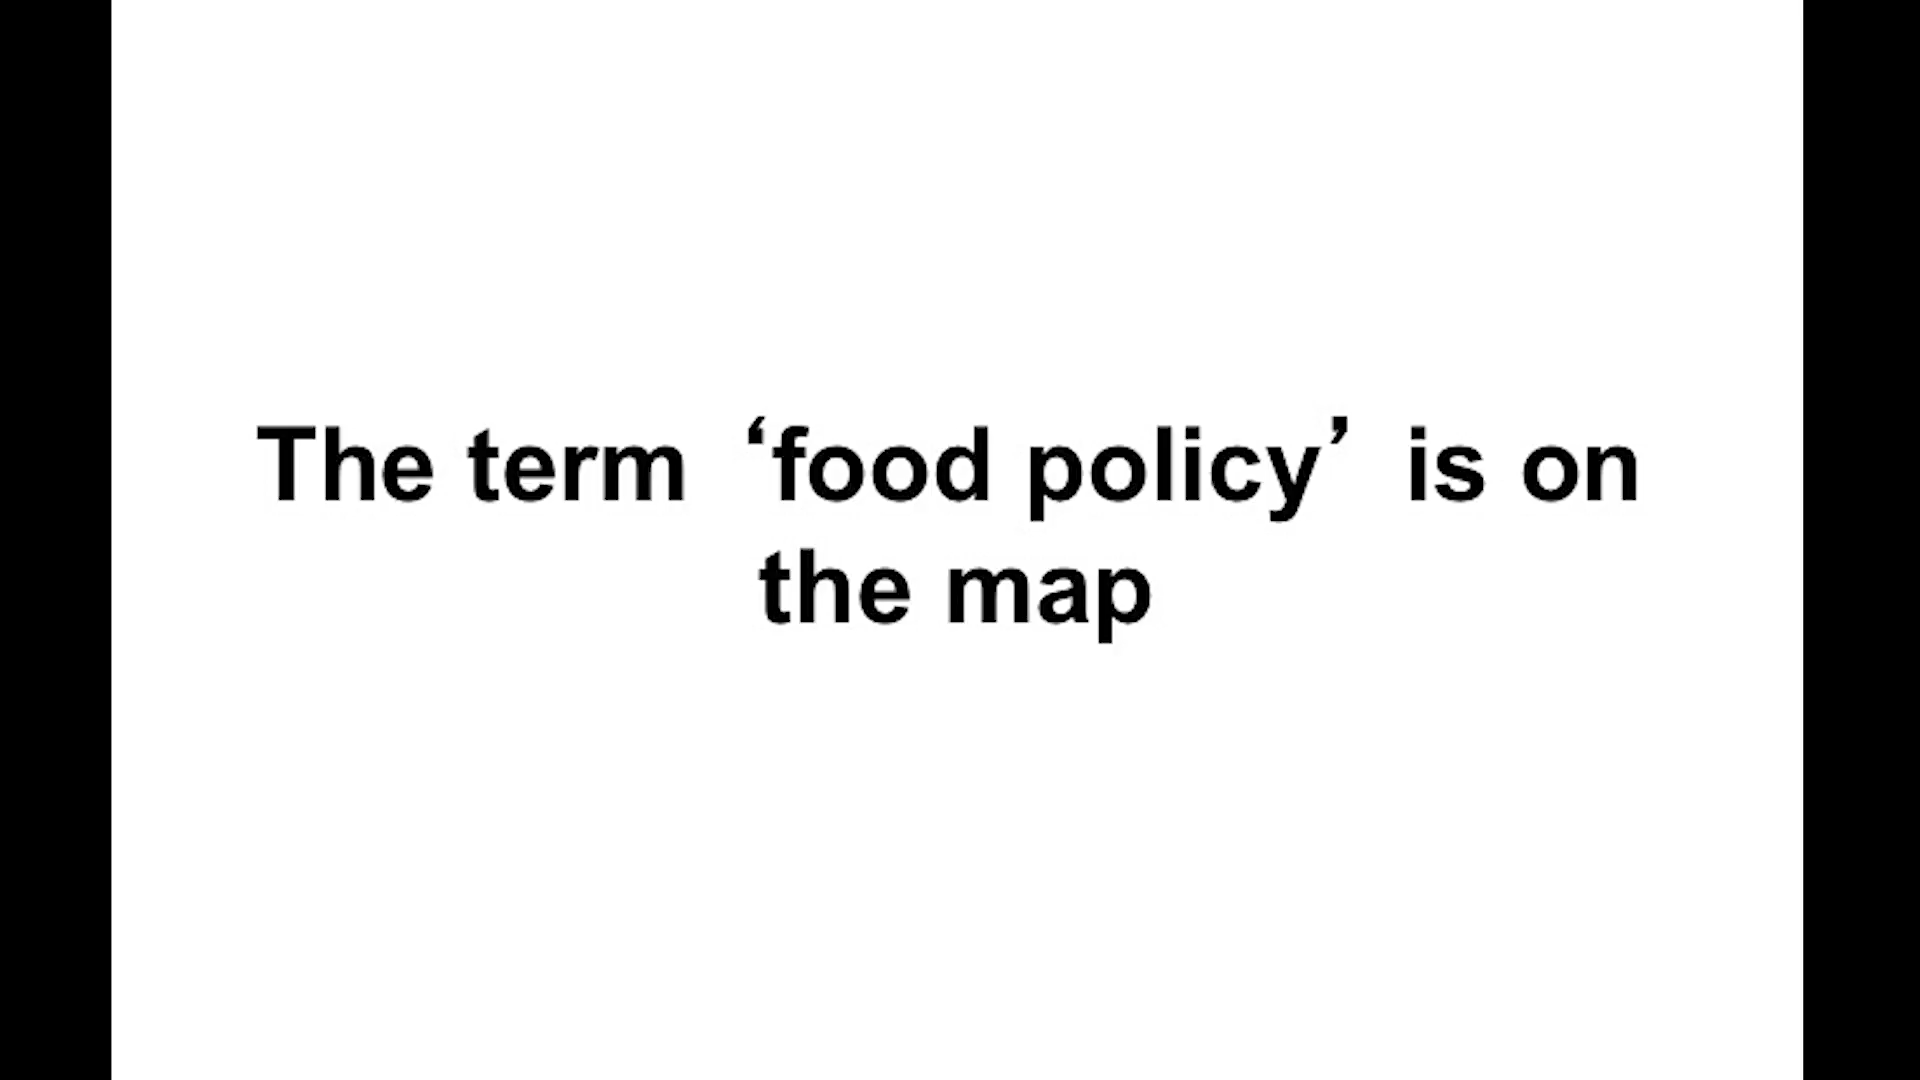 The term ‘food policy’ is on
the map